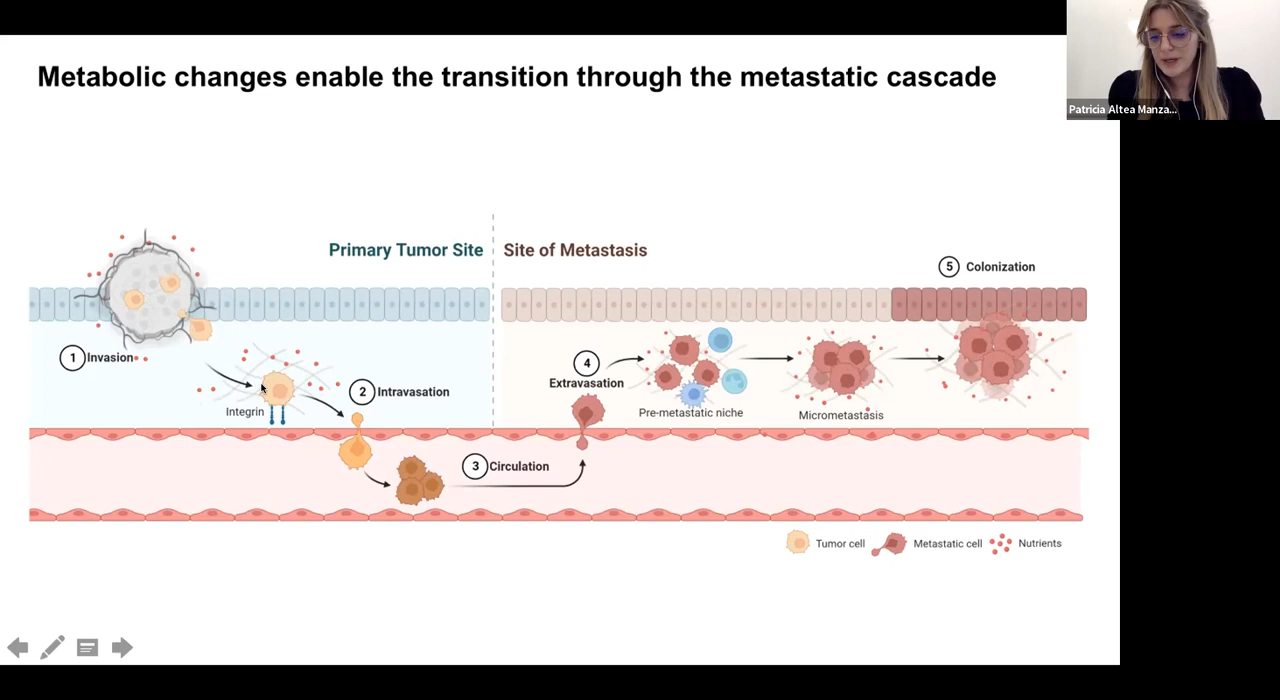 Metabolic changes enable the transition through the metastatic cascade
Patricia Altea Manza...
Primary Tumor Site
Site of Metastasis
5 Colonization
1 Invasion
4
Extravasation
2 Intravasation
Integrin
Pre-metastatic niche
Micrometastasis
3 Circulation
Tumor cell
Metastatic cell
Nutrients